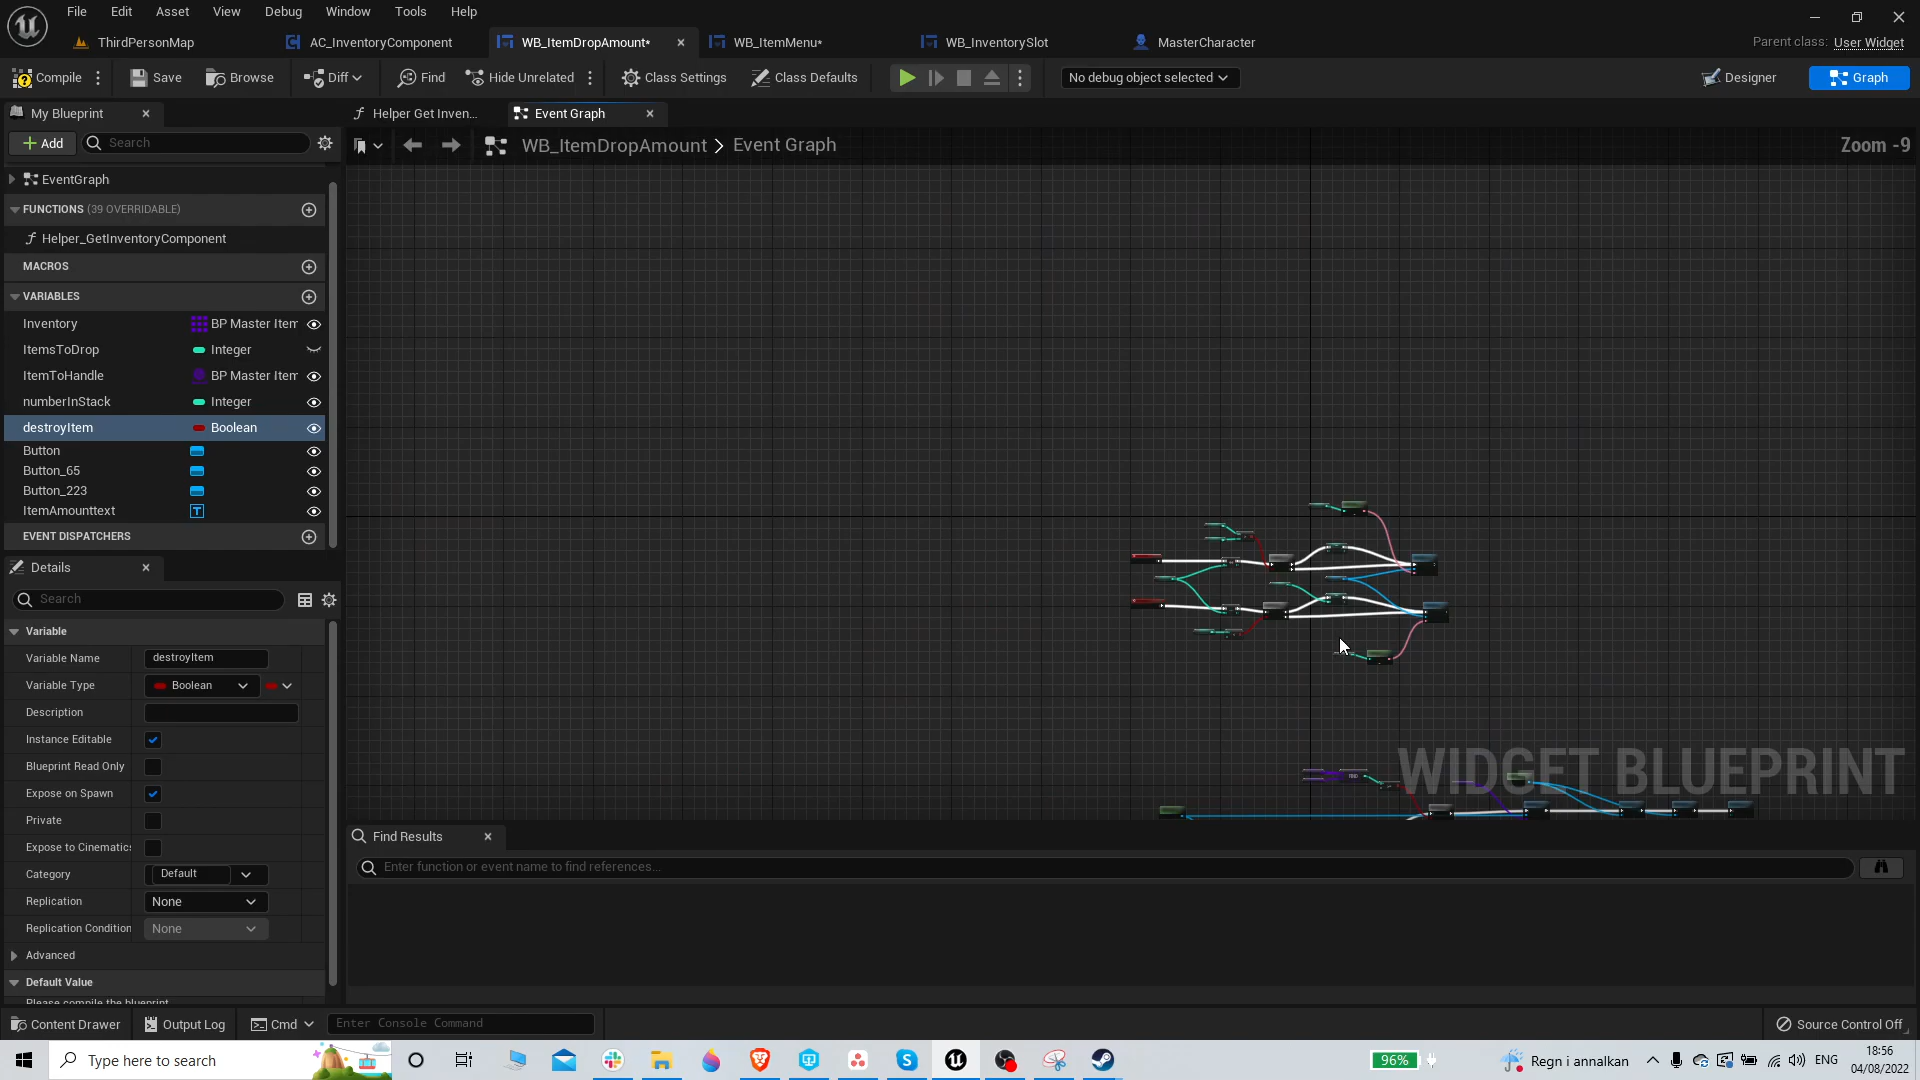 File Edit Asset View Debug Window Tools Help
ThirdPersonMap AC_InventoryComponent WB_ItemDropAmount* WB_ItemMenu* WB_InventorySlot MasterCharacter Parent class: User Widget
Compile Save Browse Diff Find Hide Unrelated Class Settings Class Defaults No debug object selected Designer Graph
My Blueprint Helper Get Inven... Event Graph
Add Search WB_ItemDropAmount > Event Graph Zoom -9
EventGraph
FUNCTIONS (39 OVERRIDABLE)
Helper_GetInventoryComponent
MACROS
VARIABLES
Inventory BP Master Item
ItemsToDrop Integer
ItemToHandle BP Master Item
numberInStack Integer
destroyItem Boolean
Button
Button_65
Button_223
ItemAmounttext
EVENT DISPATCHERS
Details
Search
Variable
Variable Name destroyItem
Variable Type Boolean
Description
Instance Editable
Blueprint Read Only
Expose on Spawn
Private
Expose to Cinematics
Category Default
Replication None
Replication Condition None
Advanced
Default Value
Please compile the blueprint
WIDGET BLUEPRINT
Find Results
Enter function or event name to find references...
Content Drawer Output Log Cmd Enter Console Command Source Control Off
Type here to search 96% Regn i annalkan ENG 18:56
04/08/2022